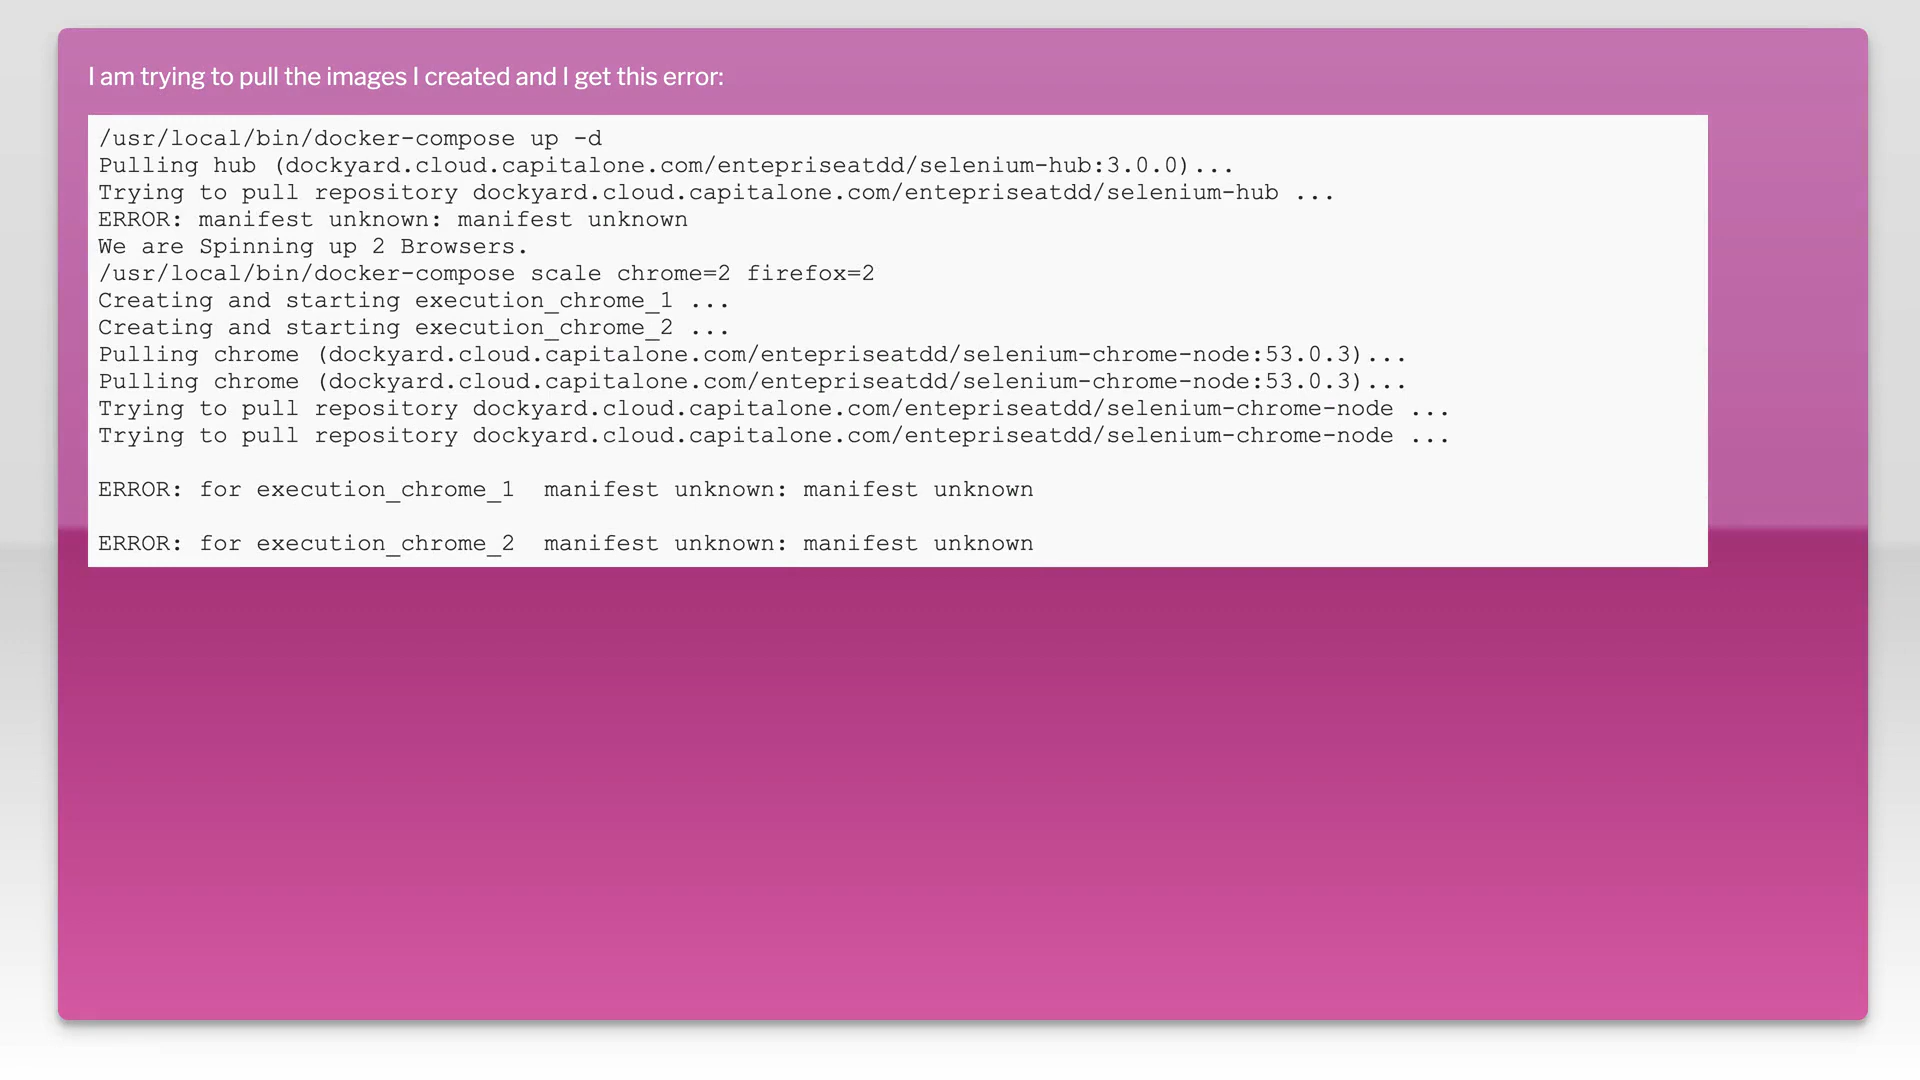 I am trying to pull the images I created and I get this error:
/usr/local/bin/docker-compose up -d
Pulling hub (dockyard.cloud.capitalone.com/entepriseatdd/selenium-hub:3.0.0)...
Trying to pull repository dockyard.cloud.capitalone.com/entepriseatdd/selenium-hub ...
ERROR: manifest unknown: manifest unknown
We are Spinning up 2 Browsers.
/usr/local/bin/docker-compose scale chrome=2 firefox=2
Creating and starting execution_chrome_1 ...
Creating and starting execution_chrome_2 ...
Pulling chrome (dockyard.cloud.capitalone.com/entepriseatdd/selenium-chrome-node:53.0.3)...
Pulling chrome (dockyard.cloud.capitalone.com/entepriseatdd/selenium-chrome-node:53.0.3)...
Trying to pull repository dockyard.cloud.capitalone.com/entepriseatdd/selenium-chrome-node ...
Trying to pull repository dockyard.cloud.capitalone.com/entepriseatdd/selenium-chrome-node ...
ERROR: for execution_chrome_1  manifest unknown: manifest unknown
ERROR: for execution_chrome_2  manifest unknown: manifest unknown